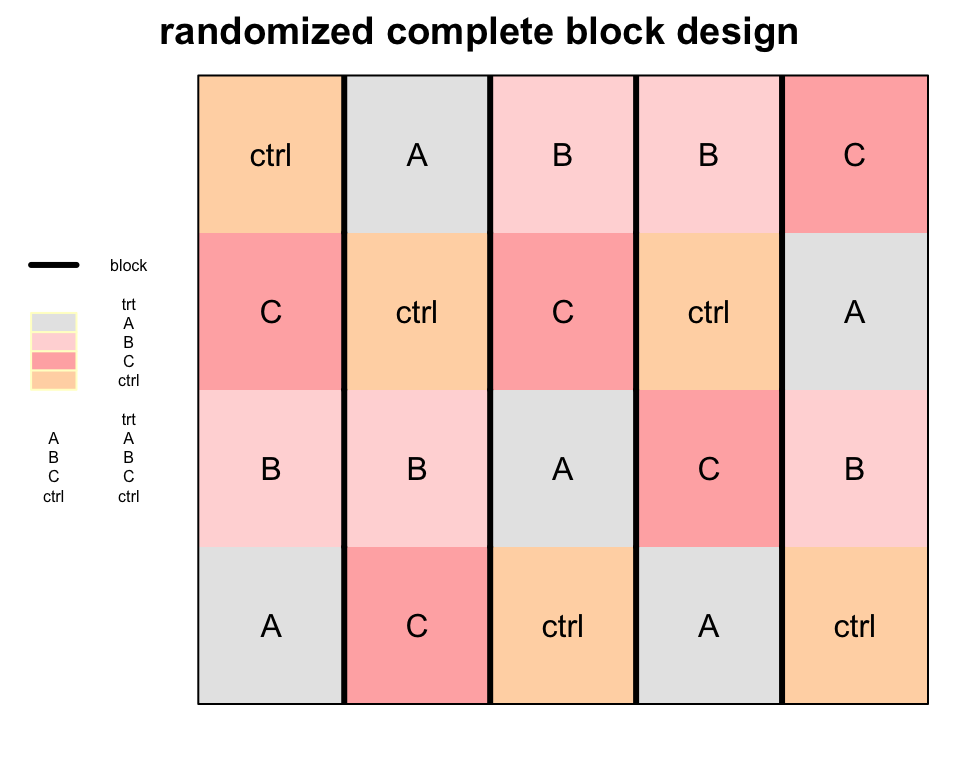 randomized complete block design
ctrl A B B C
C ctrl C ctrl A
B B A C B
A C ctrl A ctrl
block
trt
A
B
C
ctrl
trt
A A
B B
C C
ctrl ctrl